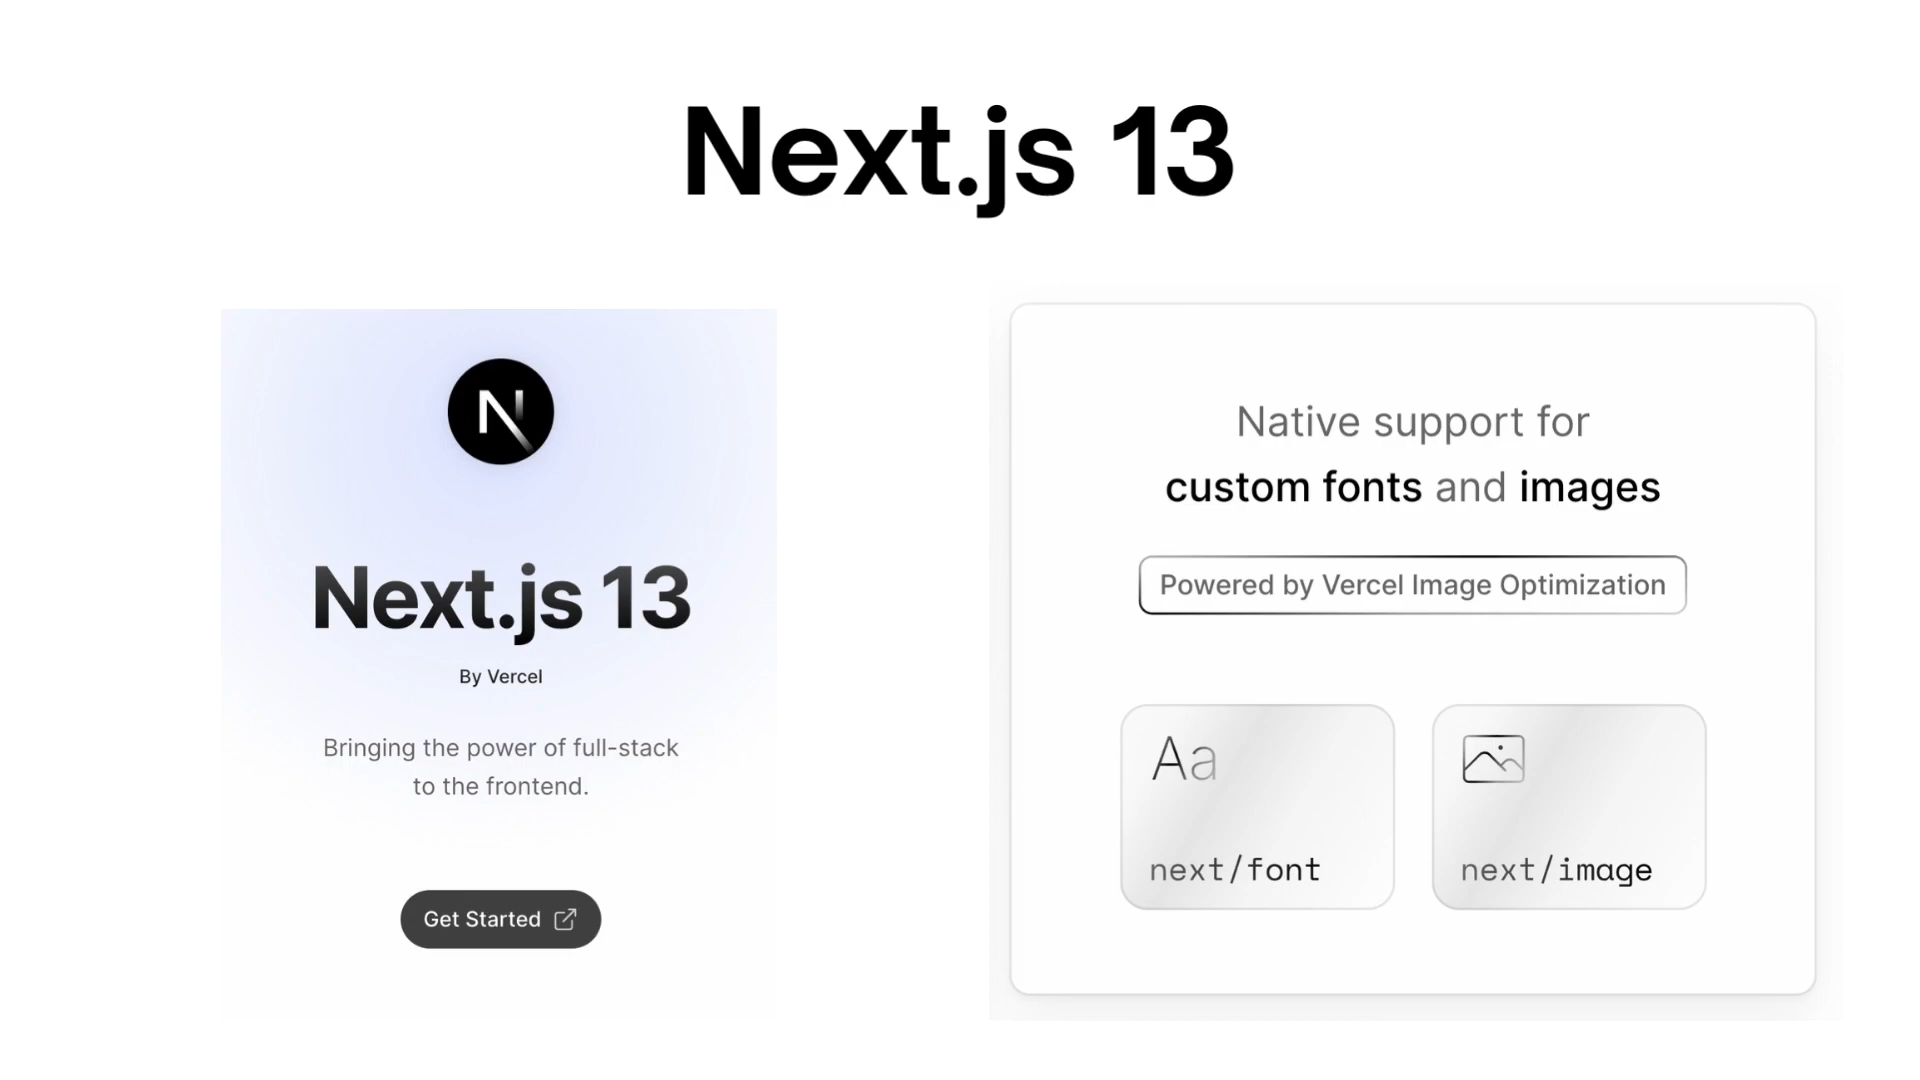 Next.js 13
N
Next.js 13
By Vercel
Bringing the power of full-stack
to the frontend.
Get Started
Native support for
custom fonts and images
Powered by Vercel Image Optimization
Aa
next/font
next/image